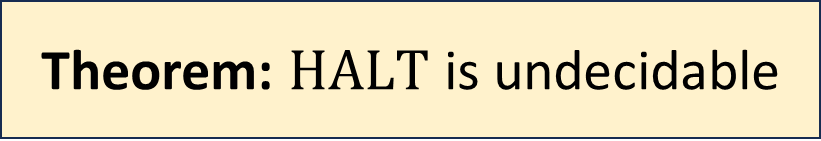 Theorem: HALT is undecidable